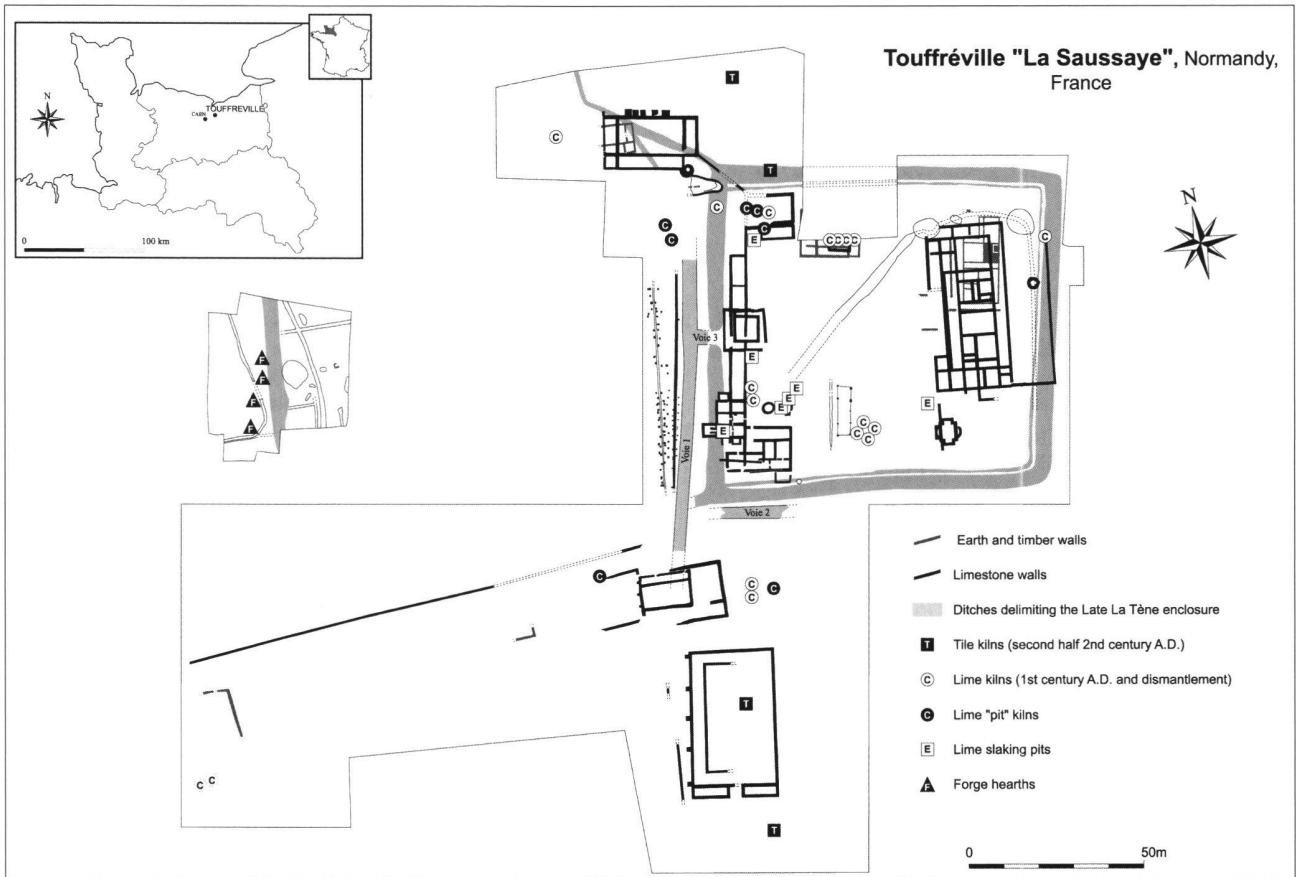 Touffréville "La Saussaye", Normandy,
France
N
CAEN
TOUFFREVILLE
0 100 km
N
T
C
T
C
C C C
C
C
C
E
C C C C
C
F
F
F
F
Voie 3
E
C
C
E
E
E
E
C
C
C
C
E
Voie 1
Voie 2
C
C
C
C
T
C C
T
Earth and timber walls
Limestone walls
Ditches delimiting the Late La Tène enclosure
T Tile kilns (second half 2nd century A.D.)
C Lime kilns (1st century A.D. and dismantlement)
C Lime "pit" kilns
E Lime slaking pits
F Forge hearths
0 50m